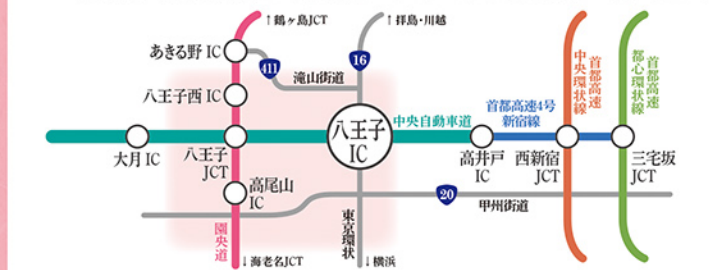 ↑鶴ヶ島JCT
↑拝島・川越
あきる野 IC
411
16
滝山街道
八王子西 IC
首都高速
中央環状線
首都高速
都心環状線
中央自動車道
首都高速4号
新宿線
大月 IC
八王子
JCT
八王子
IC
高井戸
IC
西新宿
JCT
三宅坂
JCT
高尾山
IC
20
甲州街道
圏央道
東京環状
↓海老名JCT
↓横浜